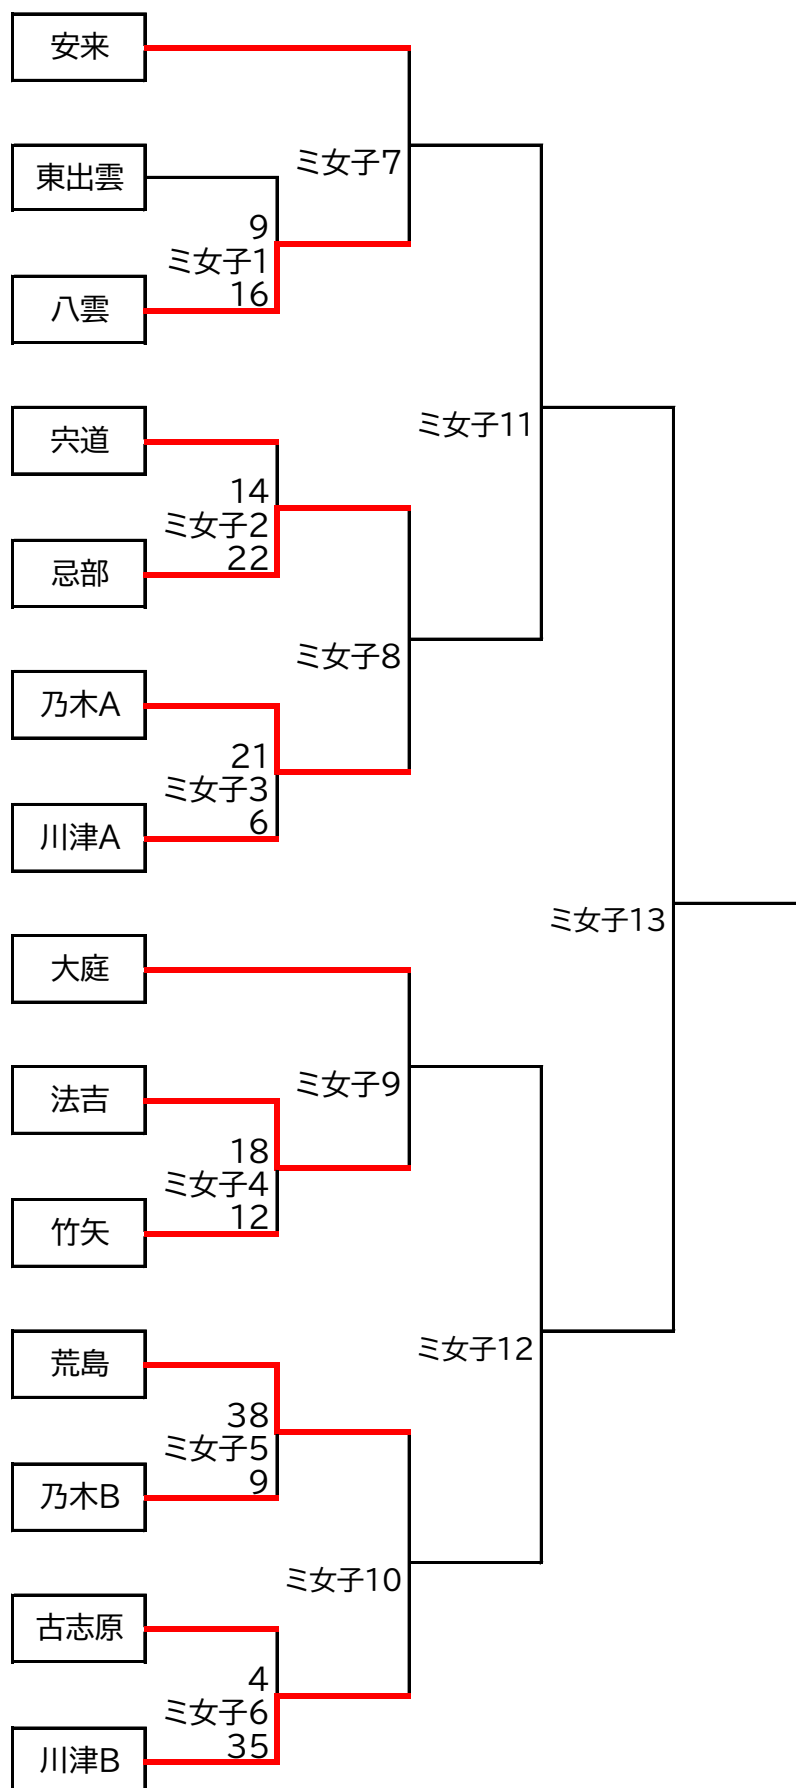 安来
東出雲
ミ女子7
9
ミ女子1
16
八雲
宍道
ミ女子11
14
ミ女子2
22
忌部
ミ女子8
乃木A
21
ミ女子3
6
川津A
ミ女子13
大庭
法吉
ミ女子9
18
ミ女子4
12
竹矢
荒島
ミ女子12
38
ミ女子5
9
乃木B
ミ女子10
古志原
4
ミ女子6
35
川津B